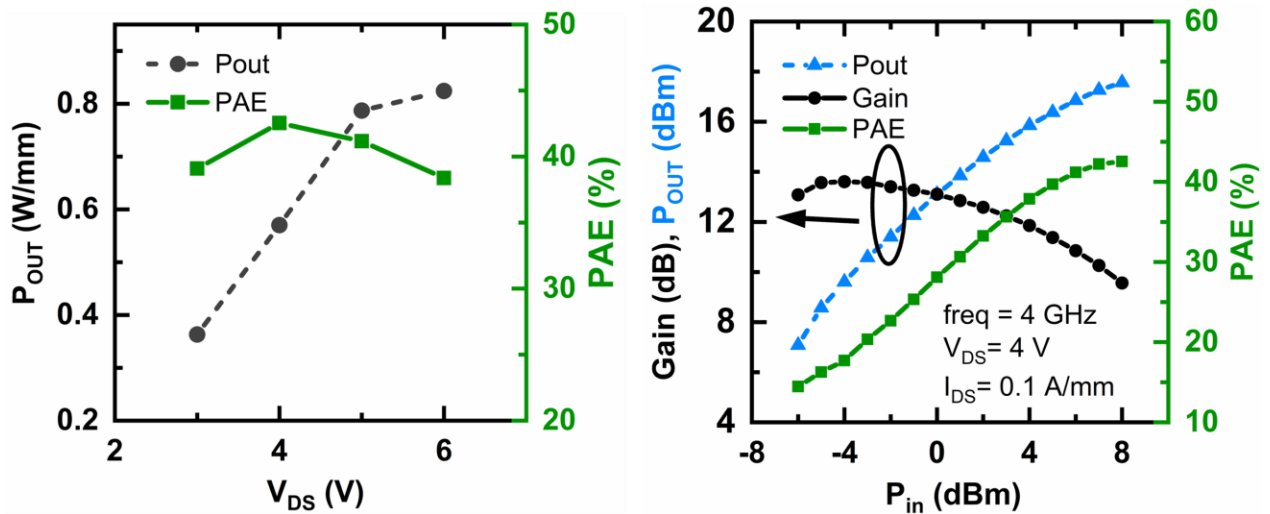 Pout
PAE
P_OUT (W/mm)
0.8
0.6
0.4
0.2
50
40
30
20
PAE (%)
2
4
6
V_DS (V)
Pout
Gain
PAE
Gain (dB), P_OUT (dBm)
20
16
12
8
4
60
50
40
30
20
10
PAE (%)
freq = 4 GHz
V_DS= 4 V
I_DS= 0.1 A/mm
-8
-4
0
4
8
P_in (dBm)